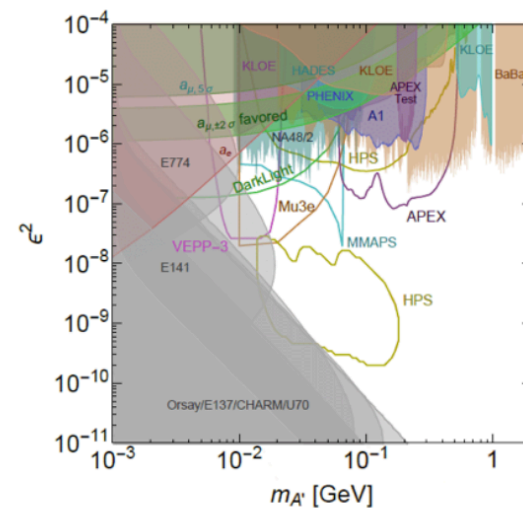 10⁻⁴
10⁻⁵
10⁻⁶
10⁻⁷
10⁻⁸
10⁻⁹
10⁻¹⁰
10⁻¹¹
ϵ²
KLOE
HADES
KLOE
KLOE
BaBa
aμ,5σ
PHENIX
APEX
Test
A1
aμ,±2σ favored
NA48/2
ae
HPS
E774
DarkLight
Mu3e
APEX
VEPP-3
MMAPS
E141
HPS
Orsay/E137/CHARM/U70
10⁻³
10⁻²
10⁻¹
1
mA' [GeV]